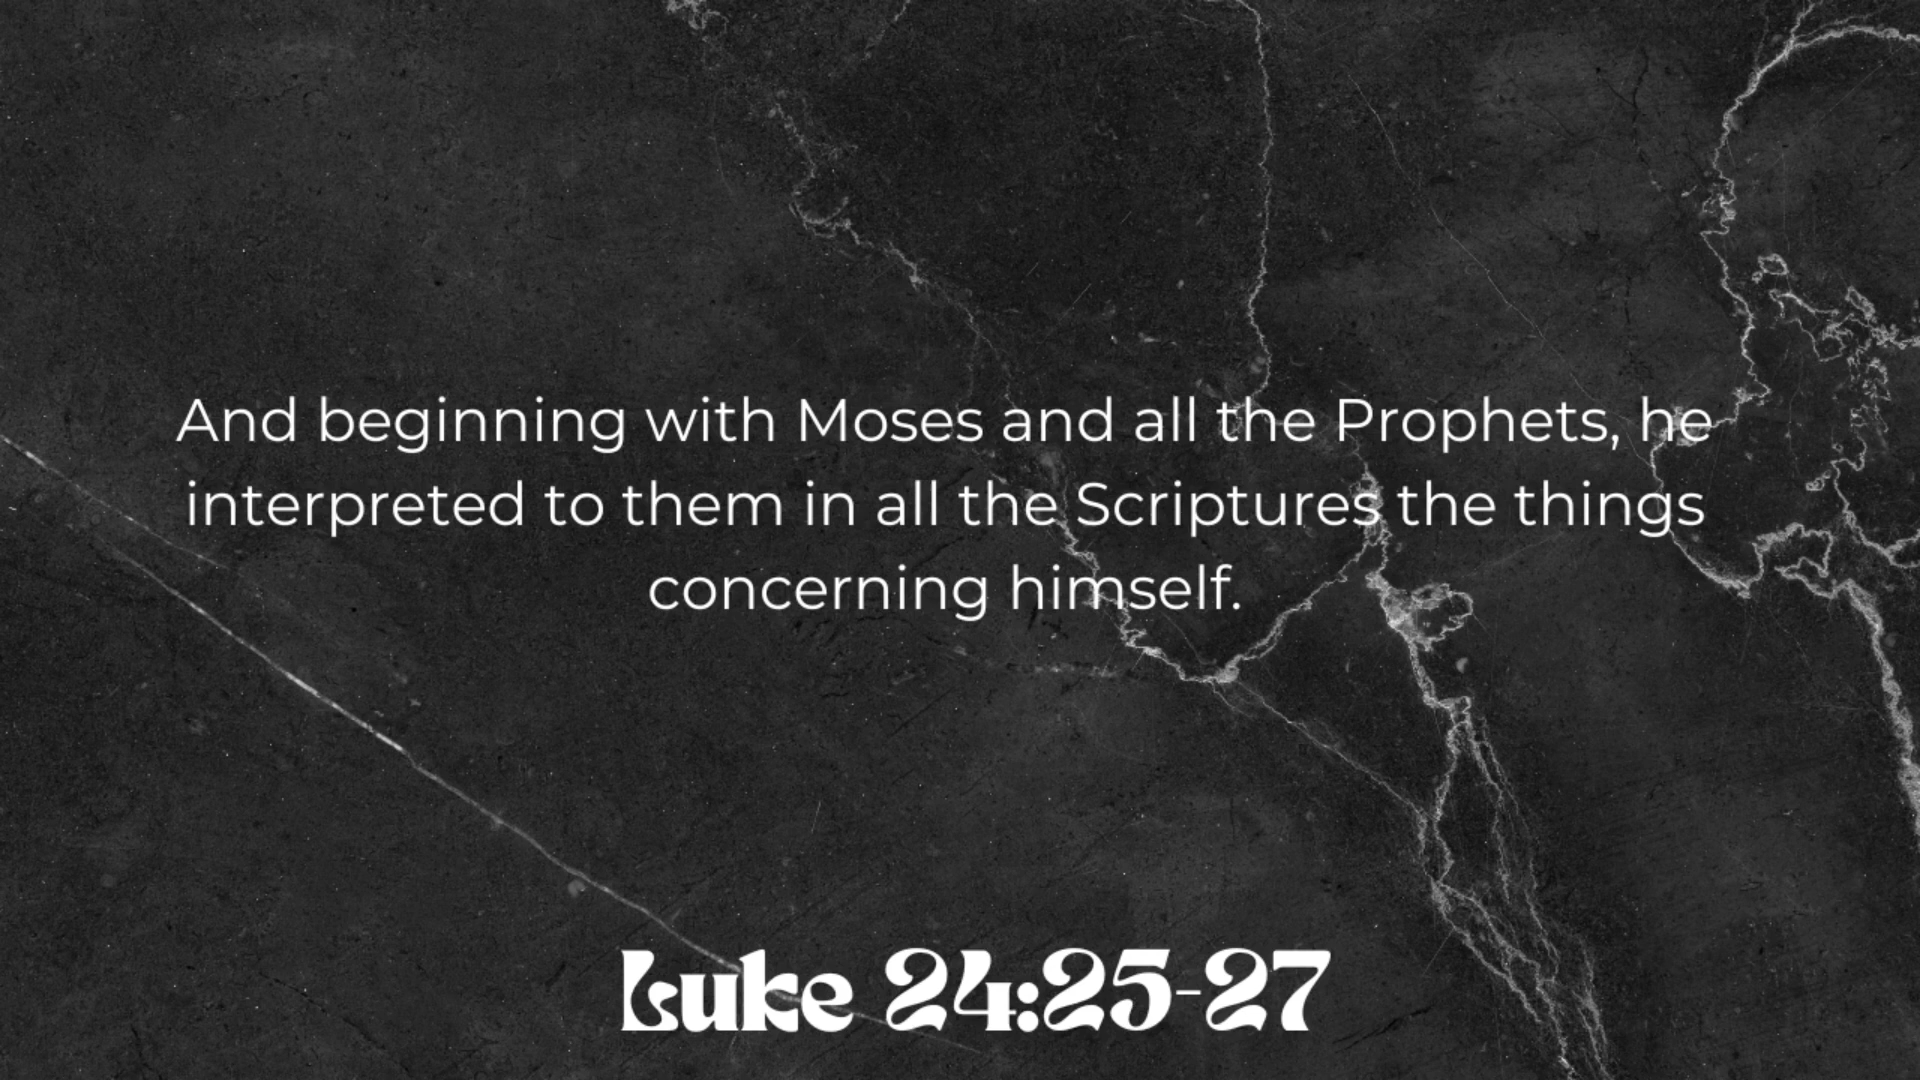 And beginning with Moses and all the Prophets, he
interpreted to them in all the Scriptures the things
concerning himself.
Luke 24:25-27